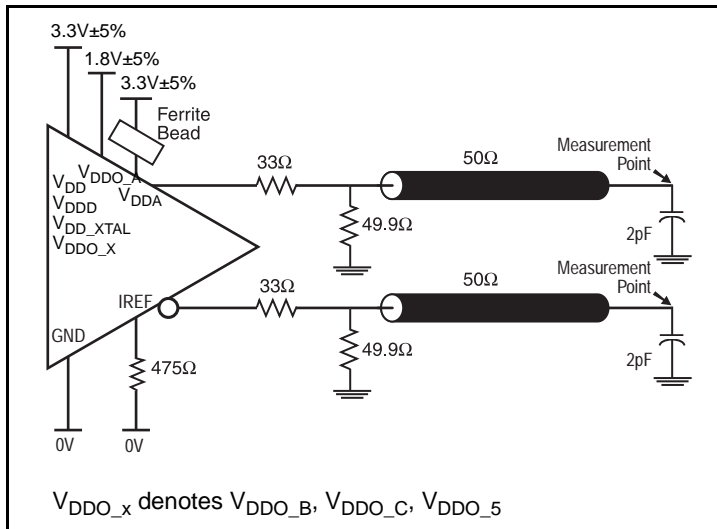 3.3V±5%
1.8V±5%
3.3V±5%
Ferrite
Bead
VDDO_A
VDD
VDDA
VDDD
VDD_XTAL
VDDO_X
IREF
GND
475Ω
0V
0V
33Ω
49.9Ω
50Ω
Measurement
Point
2pF
33Ω
49.9Ω
50Ω
Measurement
Point
2pF
VDDO_x denotes VDDO_B, VDDO_C, VDDO_5